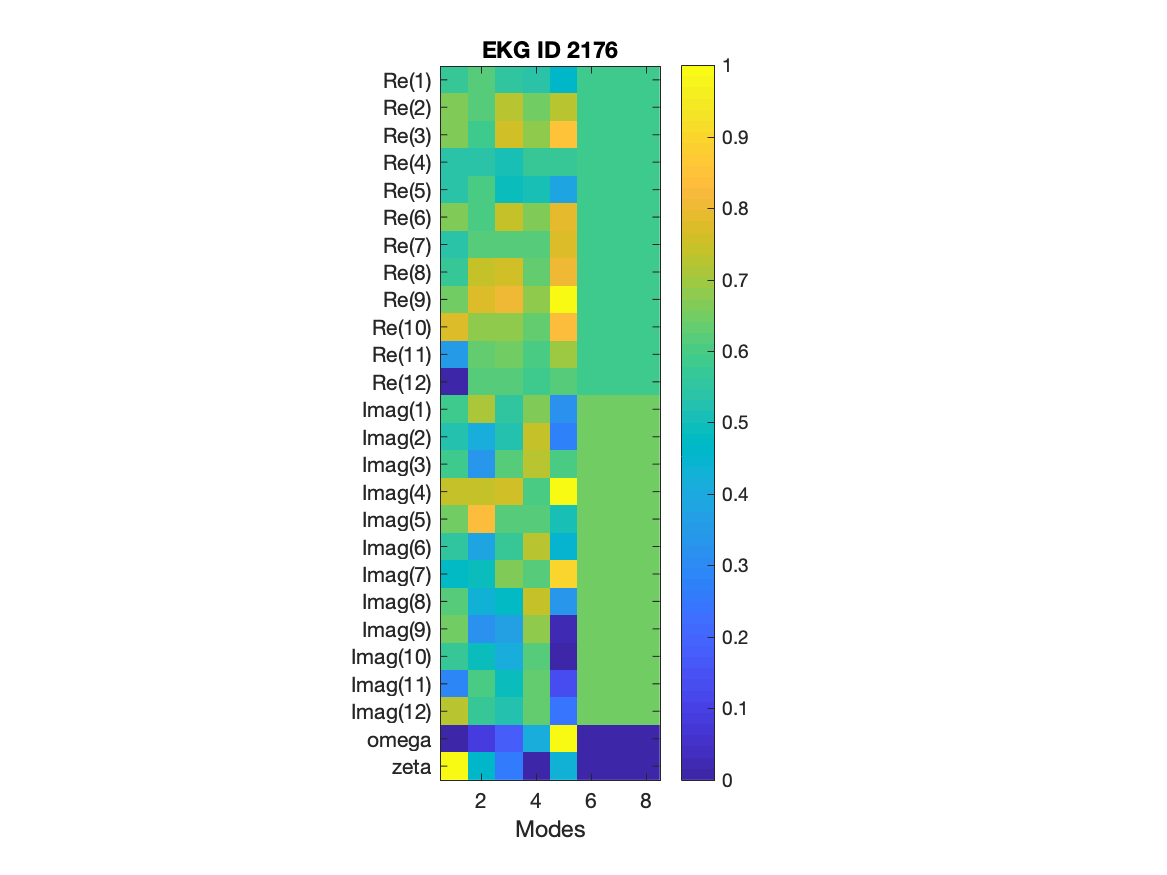 EKG ID 2176
Re(1)
Re(2)
Re(3)
Re(4)
Re(5)
Re(6)
Re(7)
Re(8)
Re(9)
Re(10)
Re(11)
Re(12)
Imag(1)
Imag(2)
Imag(3)
Imag(4)
Imag(5)
Imag(6)
Imag(7)
Imag(8)
Imag(9)
Imag(10)
Imag(11)
Imag(12)
omega
zeta
2 4 6 8
Modes
1
0.9
0.8
0.7
0.6
0.5
0.4
0.3
0.2
0.1
0